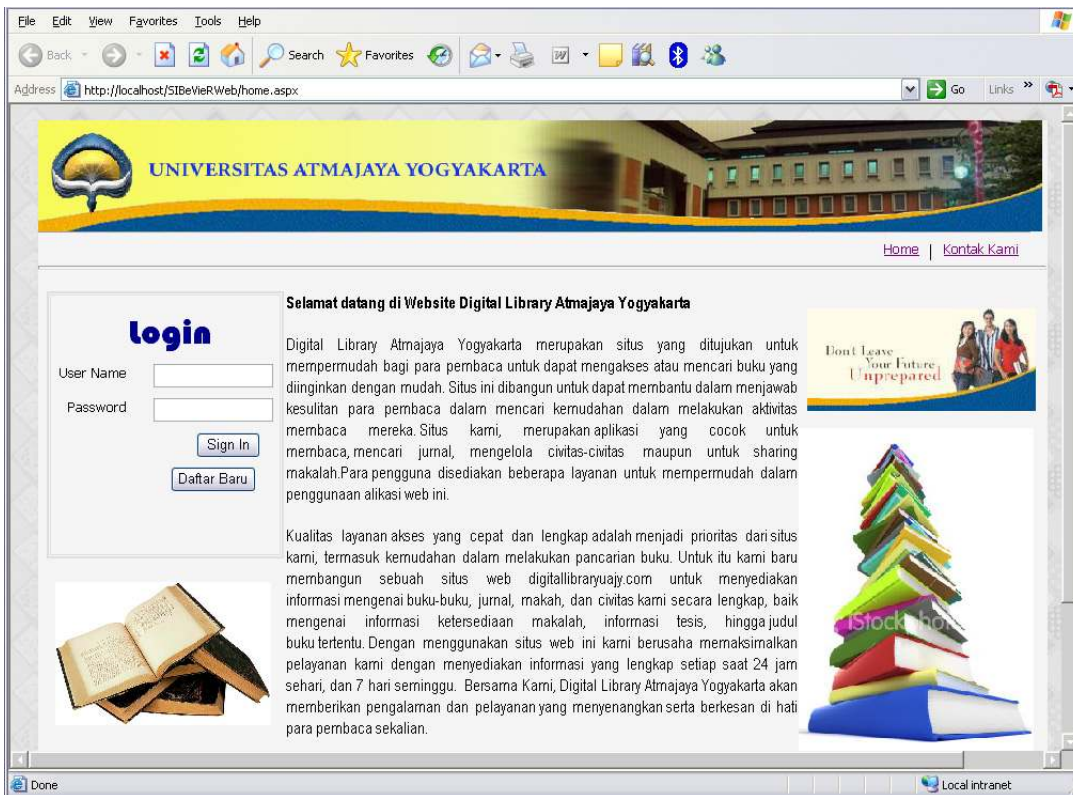 File Edit View Favorites Tools Help
Back Search Favorites
Address http://localhost/SIBeVieRWeb/home.aspx Go Links »
UNIVERSITAS ATMAJAYA YOGYAKARTA
Home | Kontak Kami
Login
User Name
Password
Sign In
Daftar Baru
Selamat datang di Website Digital Library Atmajaya Yogyakarta
Digital Library Atmajaya Yogyakarta merupakan situs yang ditujukan untuk
mempermudah bagi para pembaca untuk dapat mengakses atau mencari buku yang
diinginkan dengan mudah. Situs ini dibangun untuk dapat membantu dalam menjawab
kesulitan para pembaca dalam mencari kemudahan dalam melakukan aktivitas
membaca mereka. Situs kami, merupakan aplikasi yang cocok untuk
membaca, mencari jurnal, mengelola civitas-civitas maupun untuk sharing
makalah.Para pengguna disediakan beberapa layanan untuk mempermudah dalam
penggunaan alikasi web ini.
Kualitas layanan akses yang cepat dan lengkap adalah menjadi prioritas dari situs
kami, termasuk kemudahan dalam melakukan pancarian buku. Untuk itu kami baru
membangun sebuah situs web digitallibraryuajy.com untuk menyediakan
informasi mengenai buku-buku, jurnal, makah, dan civitas kami secara lengkap, baik
mengenai informasi ketersediaan makalah, informasi tesis, hingga judul
buku tertentu. Dengan menggunakan situs web ini kami berusaha memaksimalkan
pelayanan kami dengan menyediakan informasi yang lengkap setiap saat 24 jam
sehari, dan 7 hari seminggu. Bersama Kami, Digital Library Atmajaya Yogyakarta akan
memberikan pengalaman dan pelayanan yang menyenangkan serta berkesan di hati
para pembaca sekalian.
Dont Leave
Your Future
Unprepared
Done Local intranet